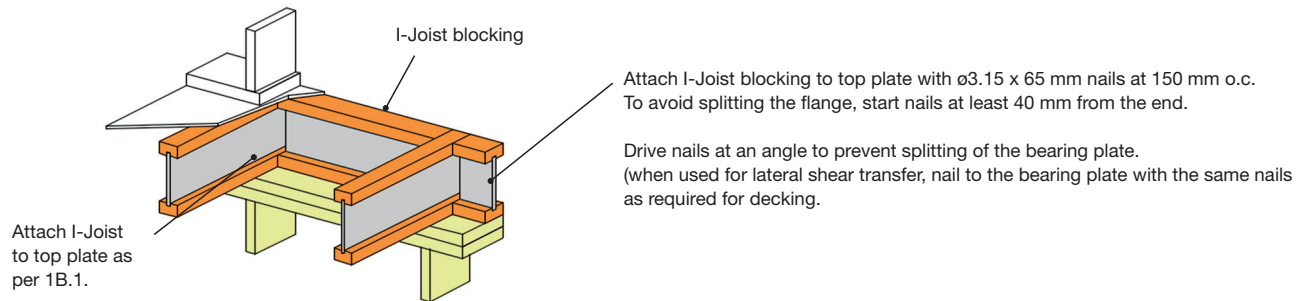 I-Joist blocking
Attach I-Joist blocking to top plate with ø3.15 x 65 mm nails at 150 mm o.c.
To avoid splitting the flange, start nails at least 40 mm from the end.
Drive nails at an angle to prevent splitting of the bearing plate.
(when used for lateral shear transfer, nail to the bearing plate with the same nails
as required for decking.
Attach I-Joist
to top plate as
per 1B.1.